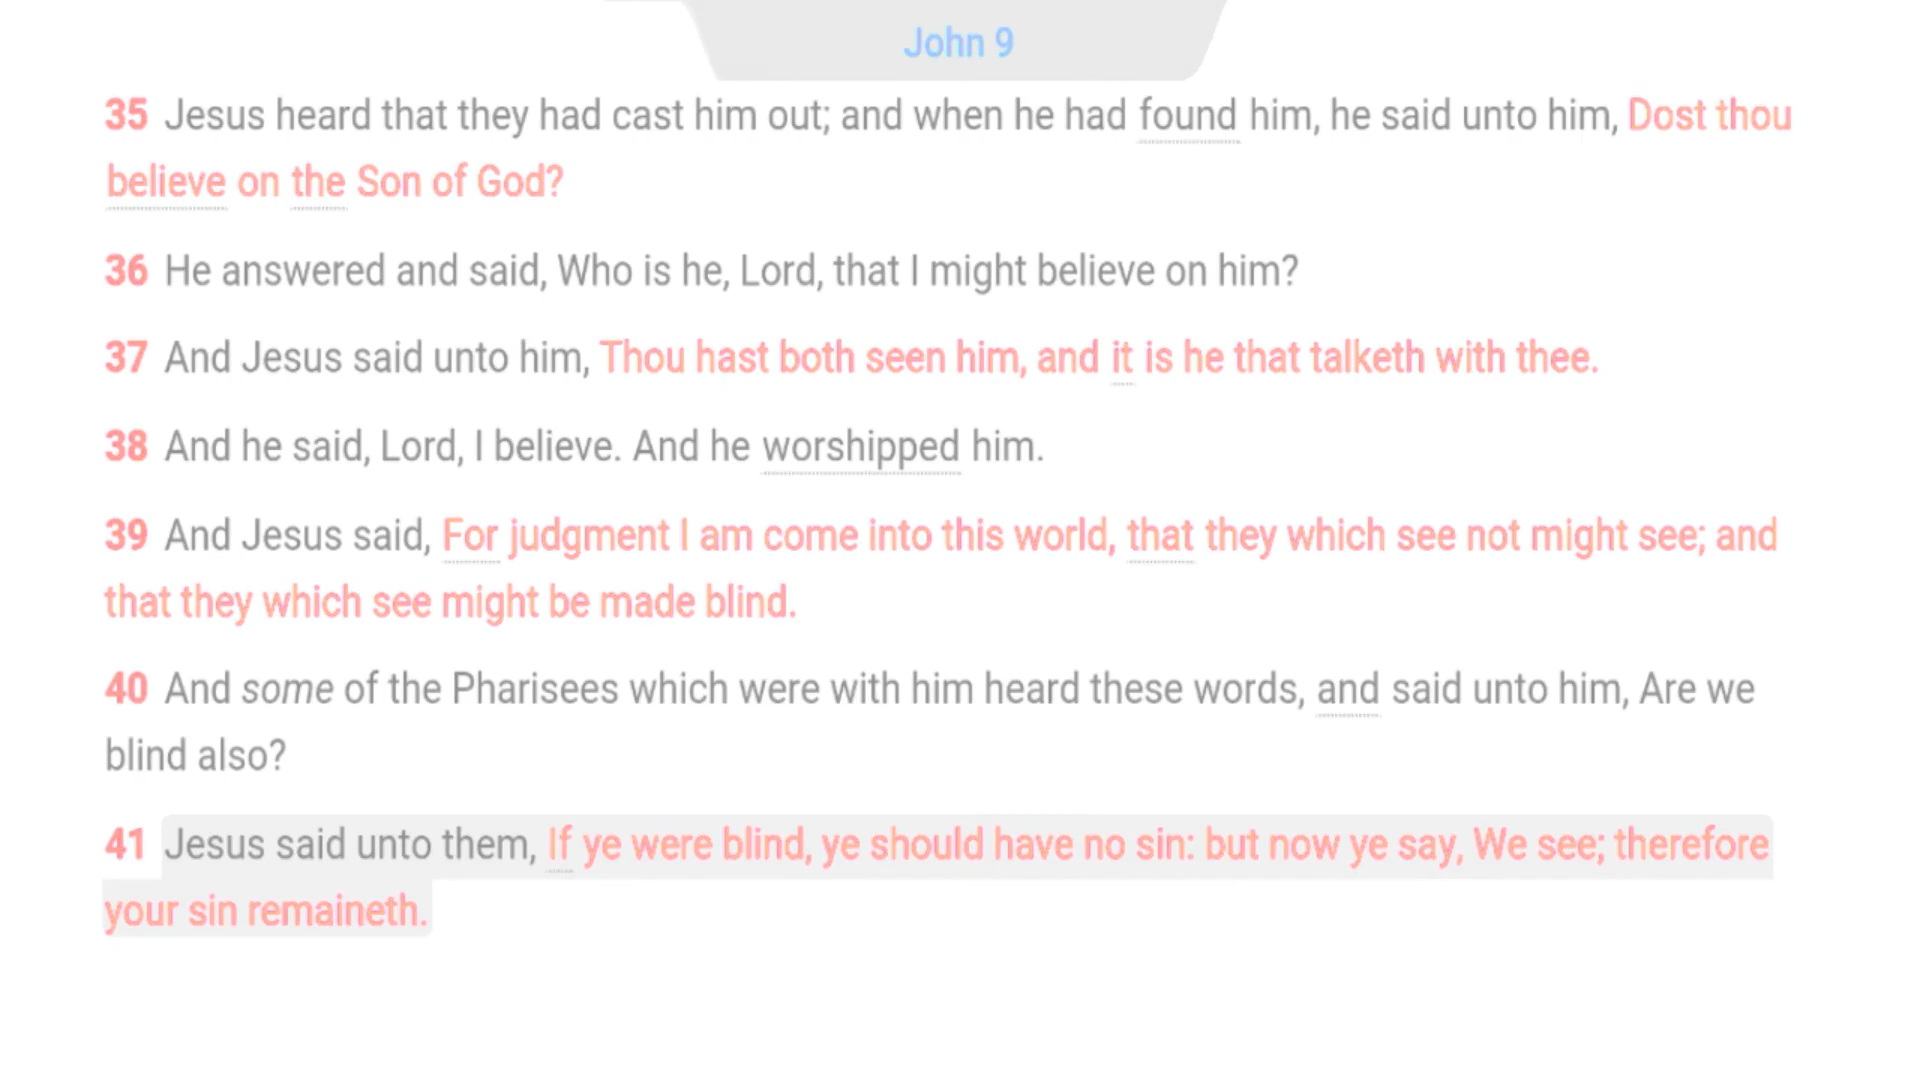 John 9
35 Jesus heard that they had cast him out; and when he had found him, he said unto him, Dost thou
believe on the Son of God?
36 He answered and said, Who is he, Lord, that I might believe on him?
37 And Jesus said unto him, Thou hast both seen him, and it is he that talketh with thee.
38 And he said, Lord, I believe. And he worshipped him.
39 And Jesus said, For judgment I am come into this world, that they which see not might see; and
that they which see might be made blind.
40 And some of the Pharisees which were with him heard these words, and said unto him, Are we
blind also?
41 Jesus said unto them, If ye were blind, ye should have no sin: but now ye say, We see; therefore
your sin remaineth.